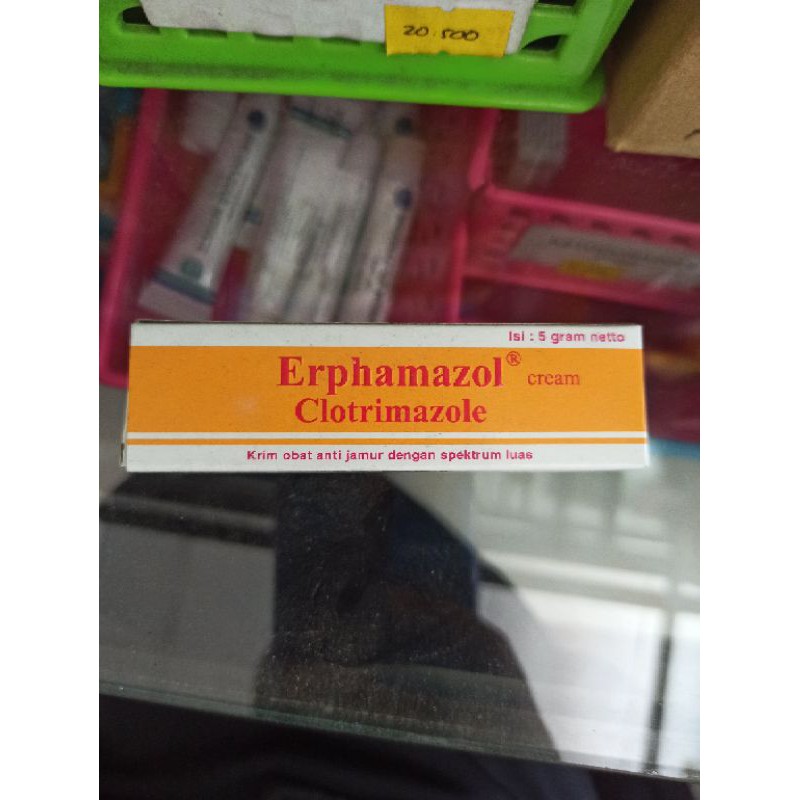 20.500
Isi : 5 gram netto
Erphamazol® cream
Clotrimazole
Krim obat anti jamur dengan spektrum luas